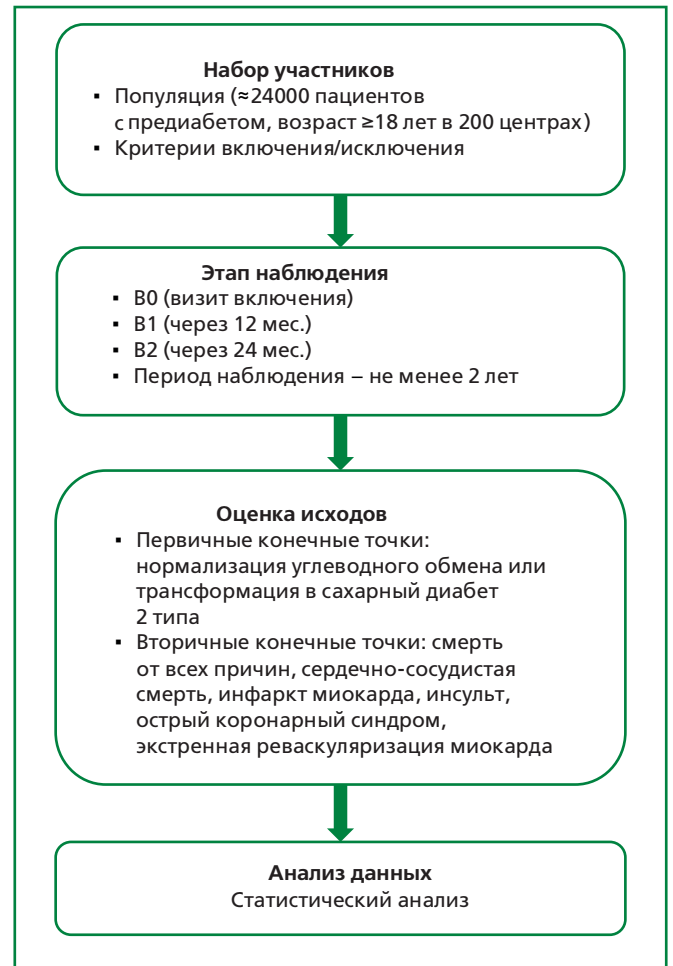 Набор участников
▪ Популяция (≈24000 пациентов
с предиабетом, возраст ≥18 лет в 200 центрах)
▪ Критерии включения/исключения
Этап наблюдения
▪ В0 (визит включения)
▪ В1 (через 12 мес.)
▪ В2 (через 24 мес.)
▪ Период наблюдения – не менее 2 лет
Оценка исходов
▪ Первичные конечные точки:
нормализация углеводного обмена или
трансформация в сахарный диабет
2 типа
▪ Вторичные конечные точки: смерть
от всех причин, сердечно-сосудистая
смерть, инфаркт миокарда, инсульт,
острый коронарный синдром,
экстренная реваскуляризация миокарда
Анализ данных
Статистический анализ